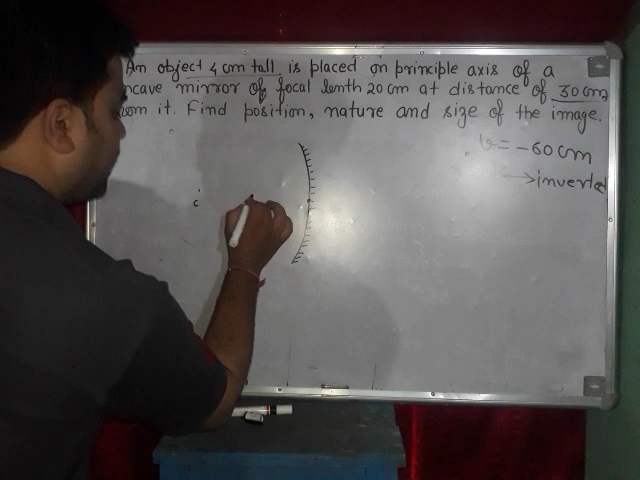 An object 4 cm tall is placed on principle axis of a
ncave mirror of focal lenth 20 cm at distance of 30 cm
om it. Find position, nature and size of the image.
v = -60 cm
→ inverted
c